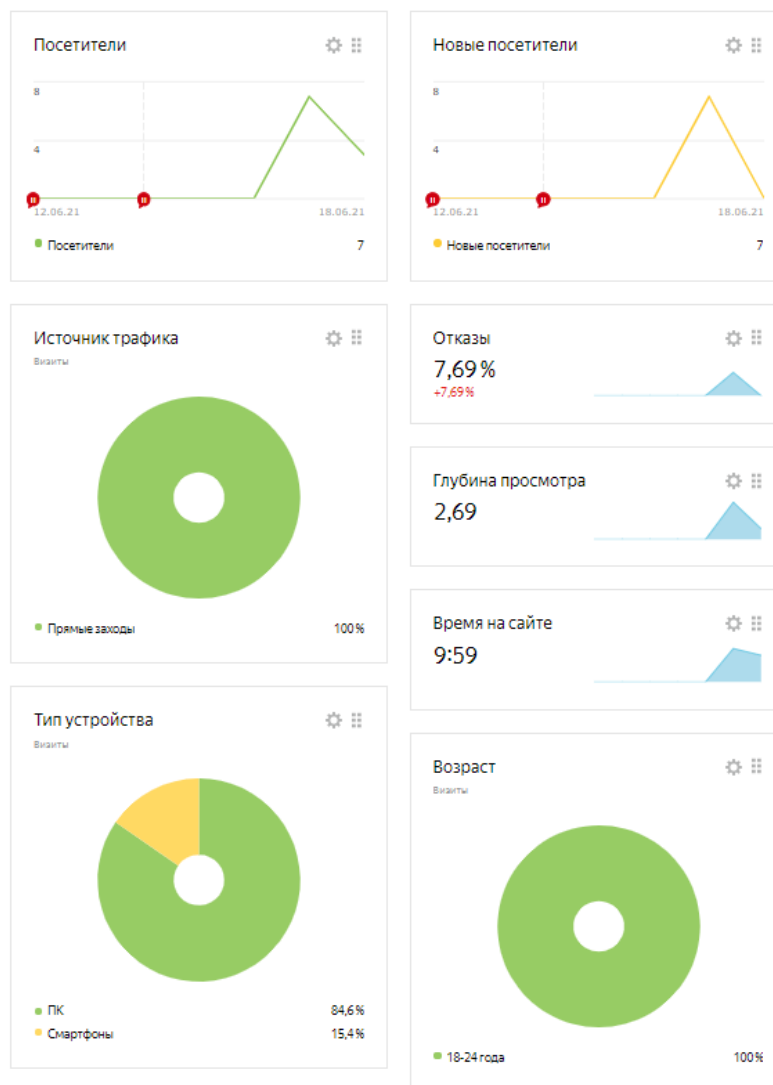 Посетители
8
4
12.06.21 18.06.21
Посетители 7
Новые посетители
8
4
12.06.21 18.06.21
Новые посетители 7
Источник трафика
Визиты
Прямые заходы 100%
Отказы
7,69%
+7,69%
Глубина просмотра
2,69
Время на сайте
9:59
Тип устройства
Визиты
ПК 84,6%
Смартфоны 15,4%
Возраст
Визиты
18-24 года 100%